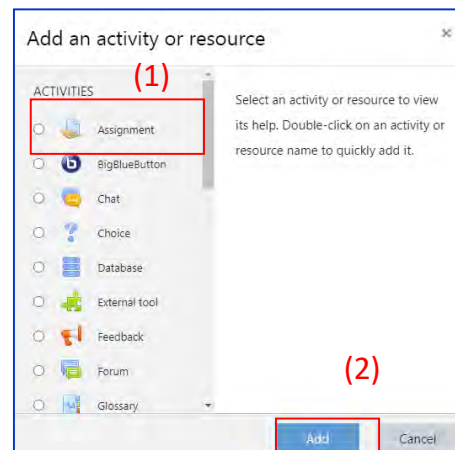 Add an activity or resource ×
(1)
ACTIVITIES
Assignment
BigBlueButton
Chat
Choice
Database
External tool
Feedback
Forum
Glossary
Select an activity or resource to view
its help. Double-click on an activity or
resource name to quickly add it.
(2)
Add Cancel